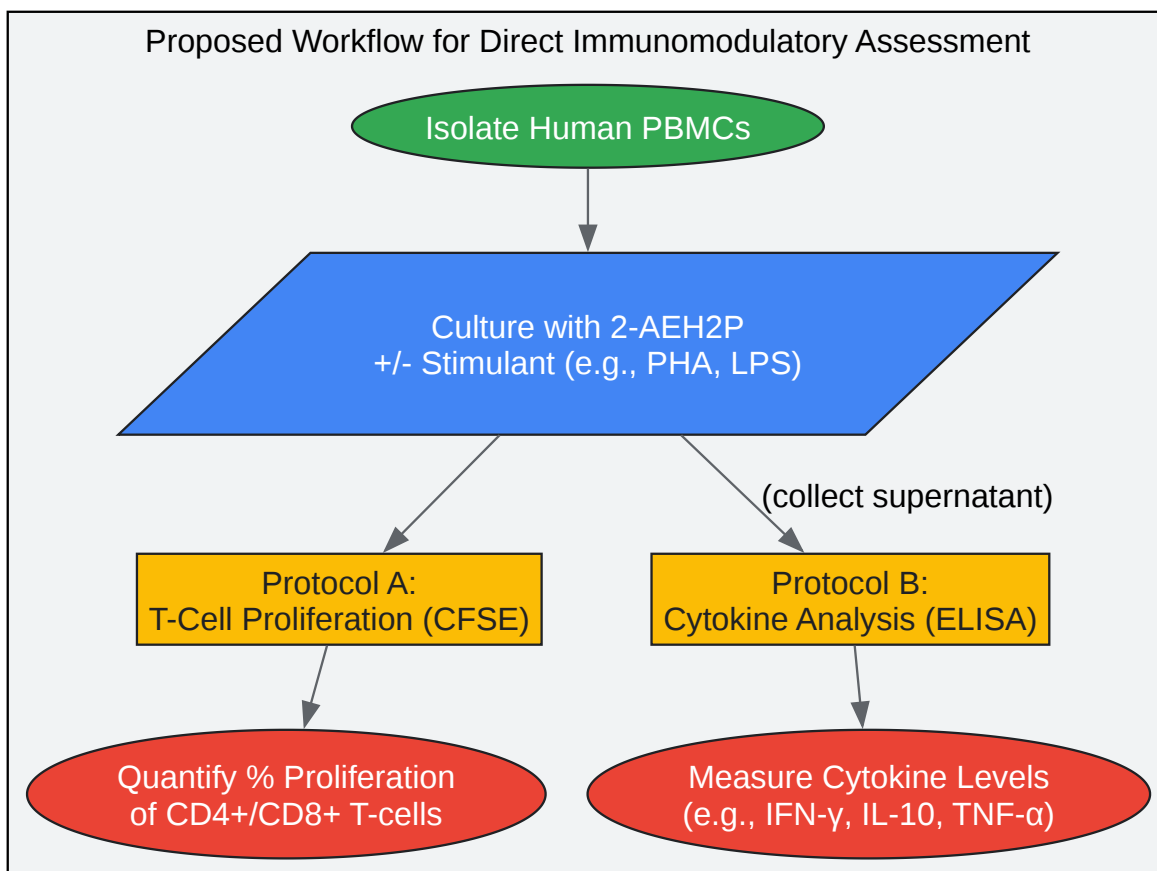 Proposed Workflow for Direct Immunomodulatory Assessment
Isolate Human PBMCs
Culture with 2-AEH2P
+/- Stimulant (e.g., PHA, LPS)
(collect supernatant)
Protocol A:
T-Cell Proliferation (CFSE)
Protocol B:
Cytokine Analysis (ELISA)
Quantify % Proliferation
of CD4+/CD8+ T-cells
Measure Cytokine Levels
(e.g., IFN-γ, IL-10, TNF-α)